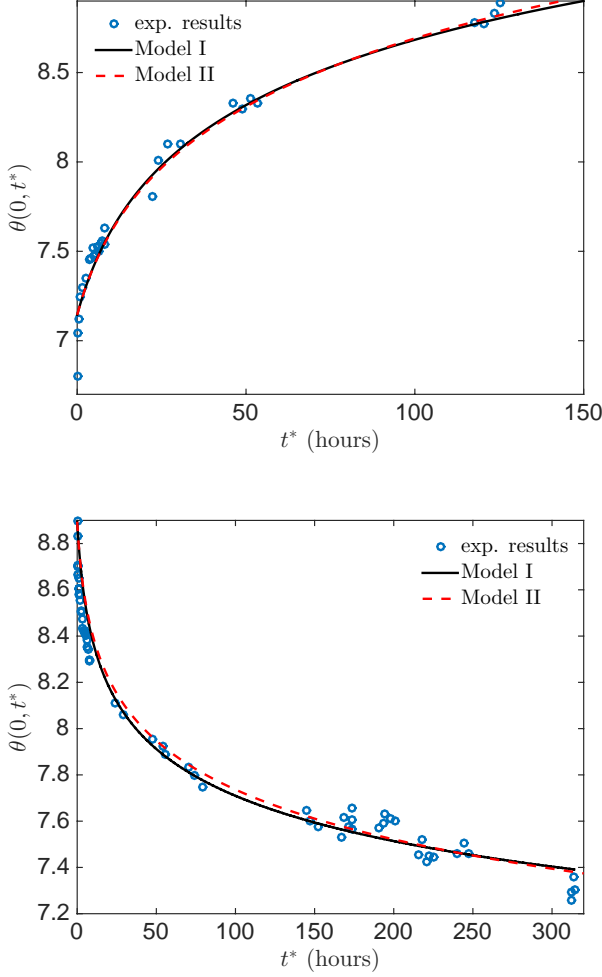 exp. results
Model I
Model II
8.5
8
7.5
7
θ(0, t*)
0 50 100 150
t* (hours)
exp. results
Model I
Model II
8.8
8.6
8.4
8.2
8
7.8
7.6
7.4
7.2
θ(0, t*)
0 50 100 150 200 250 300
t* (hours)